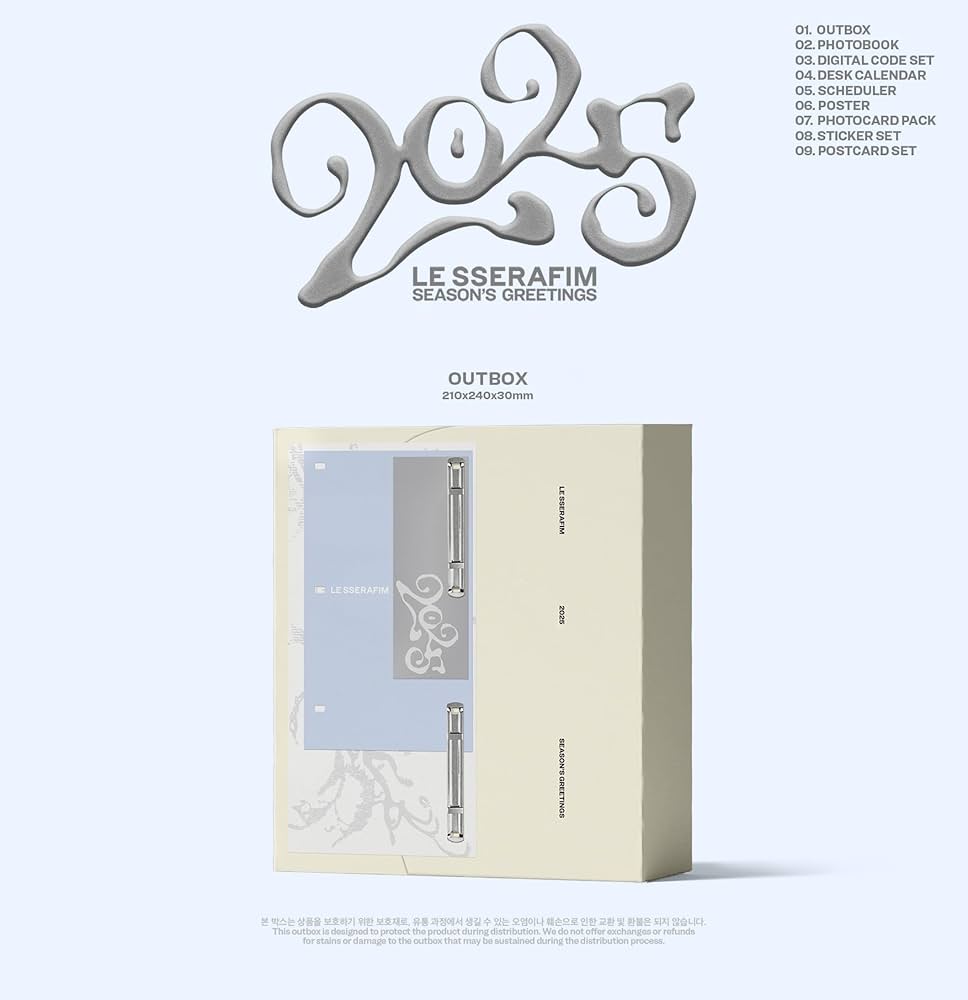 2025
LE SSERAFIM
SEASON'S GREETINGS
01. OUTBOX
02. PHOTOBOOK
03. DIGITAL CODE SET
04. DESK CALENDAR
05. SCHEDULER
06. POSTER
07. PHOTOCARD PACK
08. STICKER SET
09. POSTCARD SET
OUTBOX
210x240x30mm
LE SSERAFIM
2025
LE SSERAFIM
2025
SEASON'S GREETINGS
본 박스는 상품을 보호하기 위한 보호재로, 유통 과정에서 생길 수 있는 오염이나 훼손으로 인한 교환 및 환불은 되지 않습니다.
This outbox is designed to protect the product during distribution. We do not offer exchanges or refunds
for stains or damage to the outbox that may be sustained during the distribution process.